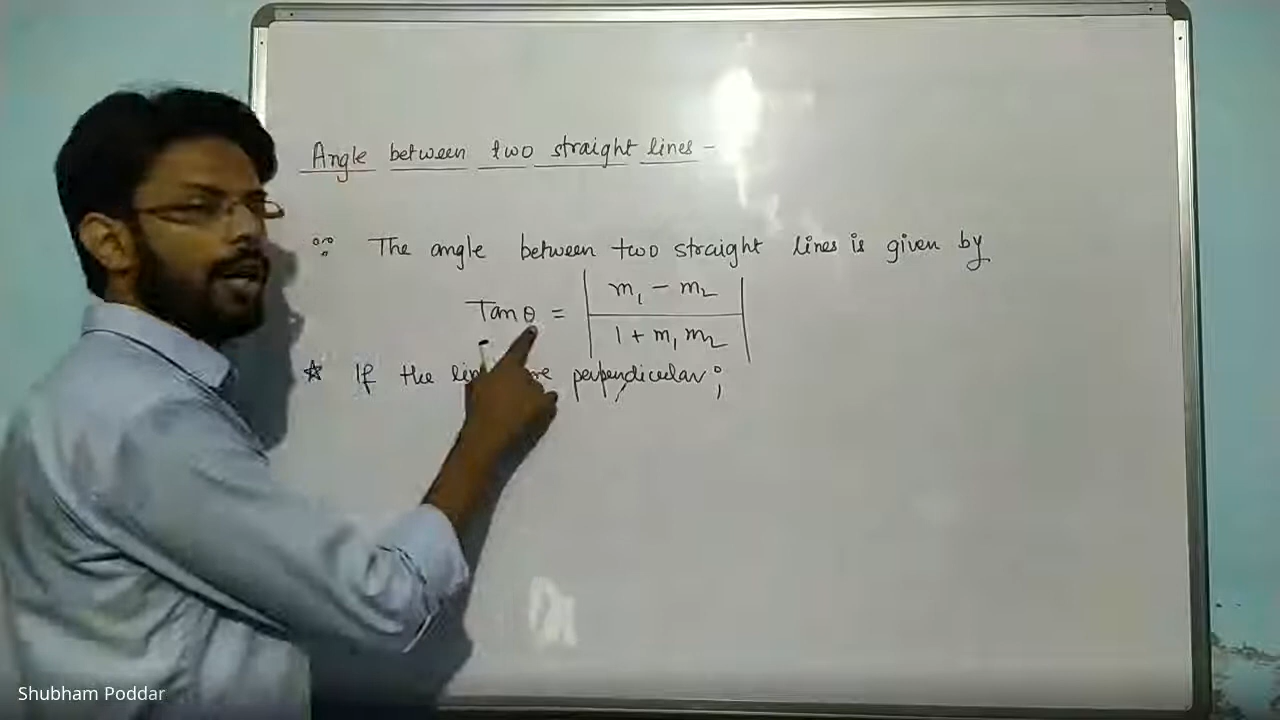 Angle between two straight lines -
∵ The angle between two straight lines is given by
Tan θ = | m₁ - m₂ / 1 + m₁ m₂ |
☆ If the are perpendicular ;
Shubham Poddar